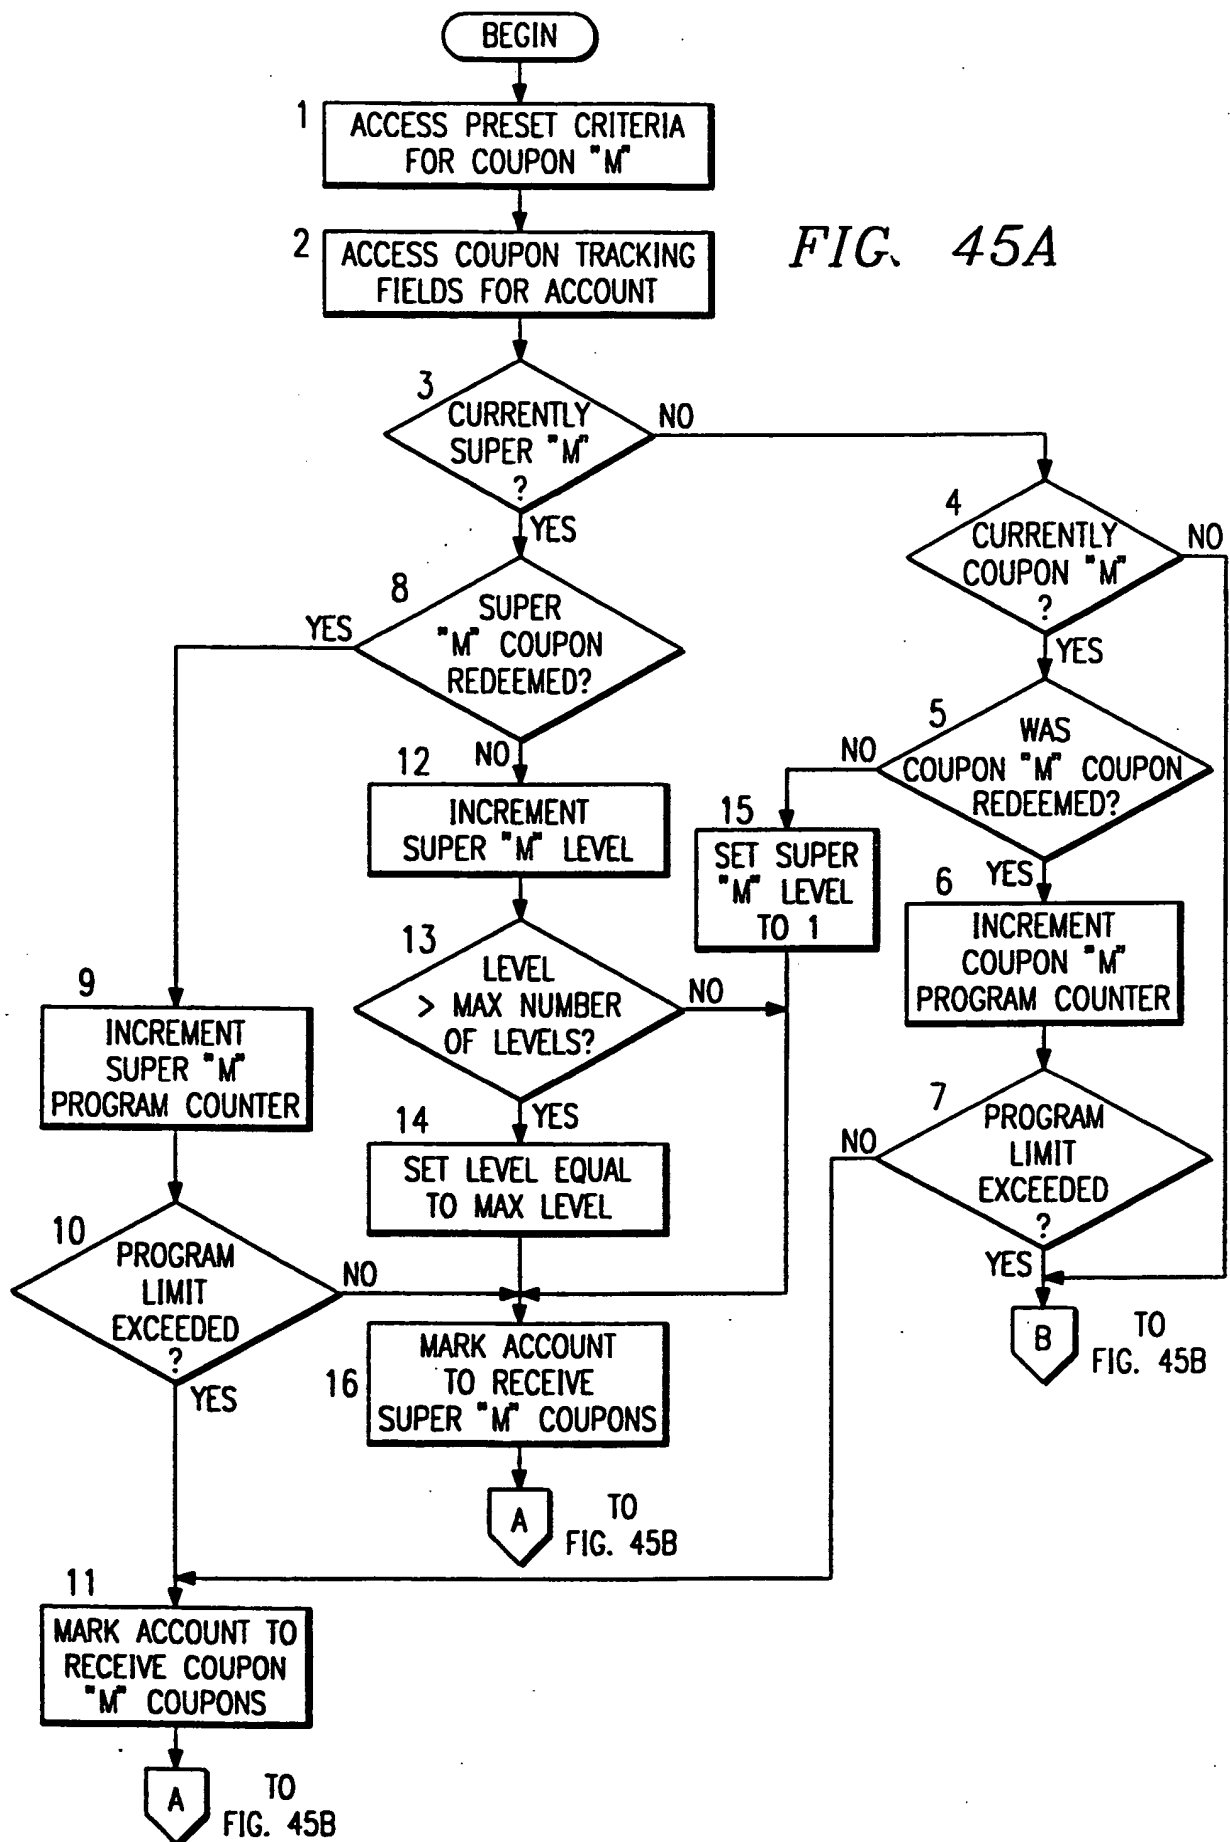 BEGIN
1
ACCESS PRESET CRITERIA
FOR COUPON "M"
2
ACCESS COUPON TRACKING
FIELDS FOR ACCOUNT
FIG. 45A
3
CURRENTLY
SUPER "M"
?
NO
YES
4
CURRENTLY
COUPON "M"
?
NO
YES
8
SUPER
"M" COUPON
REDEEMED?
YES
NO
5
WAS
COUPON "M" COUPON
REDEEMED?
NO
YES
12
INCREMENT
SUPER "M" LEVEL
15
SET SUPER
"M" LEVEL
TO 1
6
INCREMENT
COUPON "M"
PROGRAM COUNTER
13
LEVEL
> MAX NUMBER
OF LEVELS?
NO
YES
9
INCREMENT
SUPER "M"
PROGRAM COUNTER
7
PROGRAM
LIMIT
EXCEEDED
?
NO
YES
14
SET LEVEL EQUAL
TO MAX LEVEL
10
PROGRAM
LIMIT
EXCEEDED
?
NO
YES
B
TO
FIG. 45B
16
MARK ACCOUNT
TO RECEIVE
SUPER "M" COUPONS
A
TO
FIG. 45B
11
MARK ACCOUNT TO
RECEIVE COUPON
"M" COUPONS
A
TO
FIG. 45B